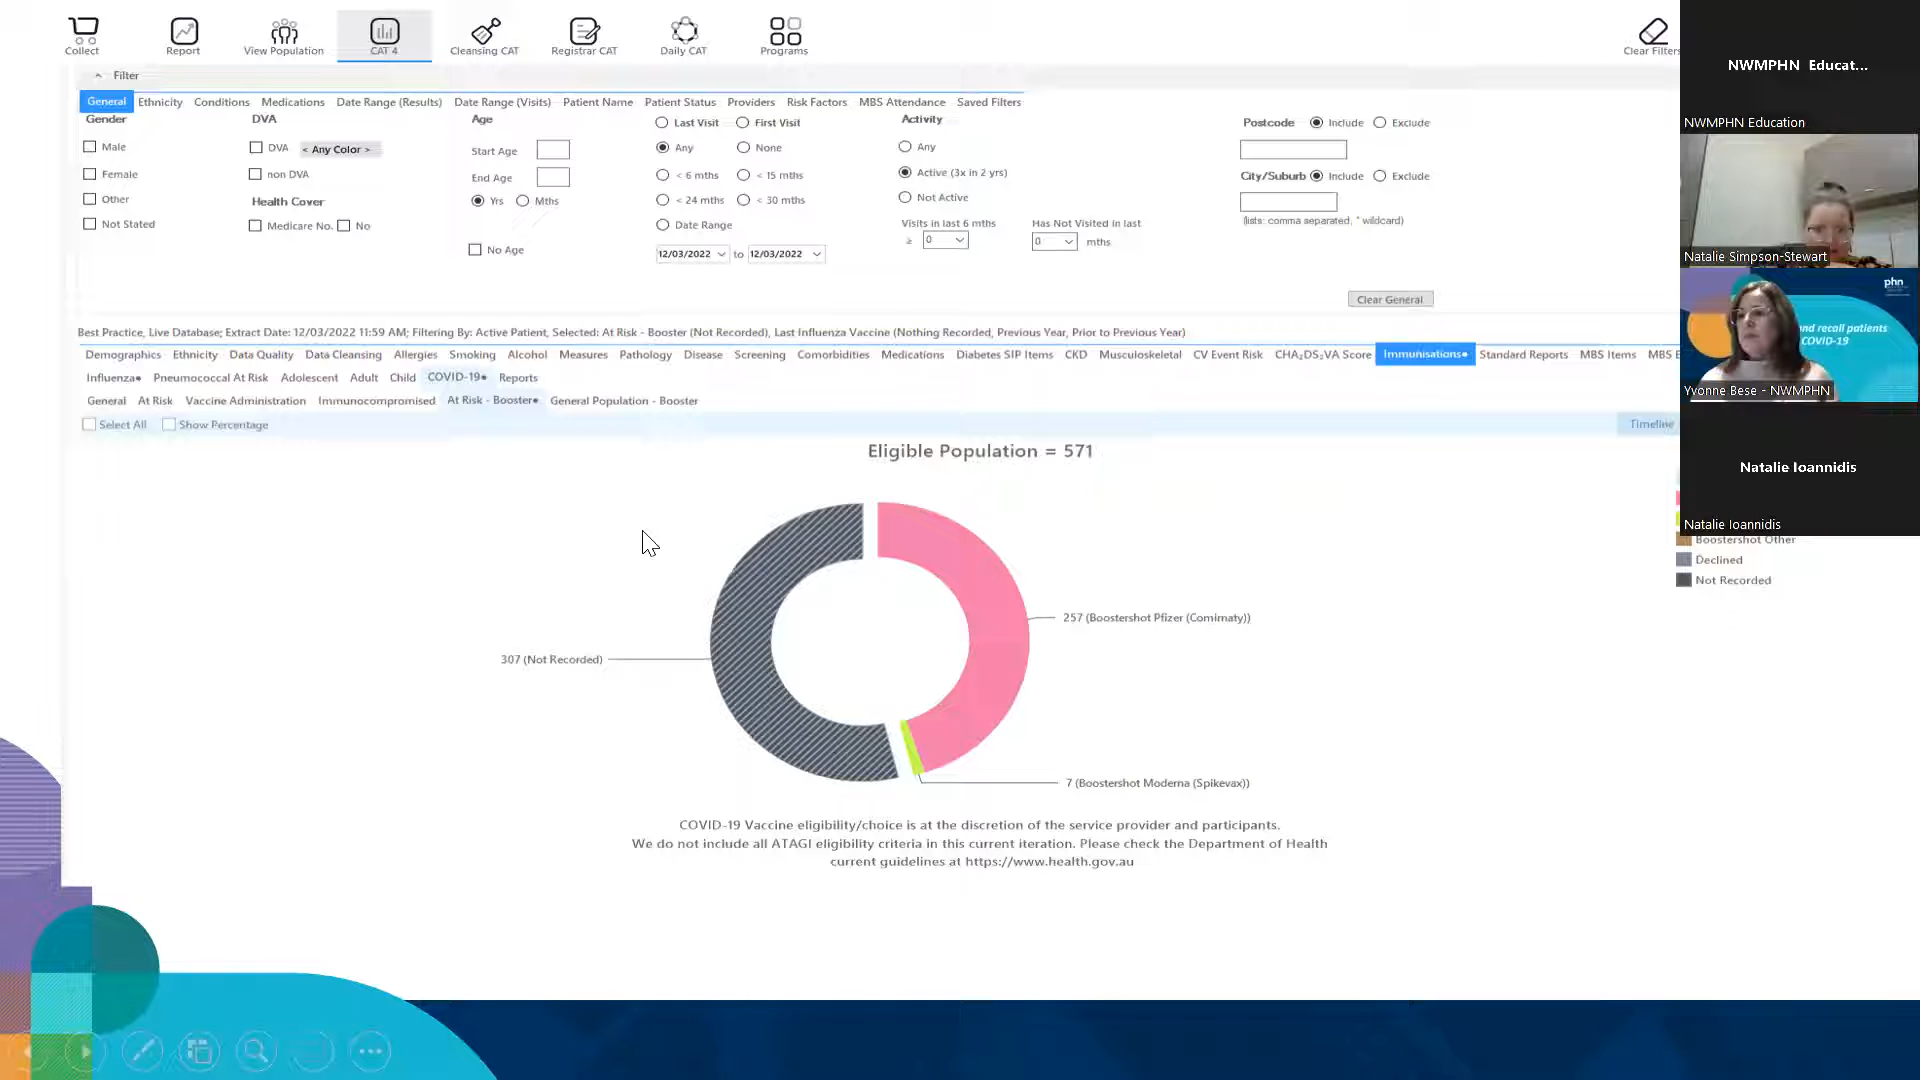 Collect
Report
View Population
CAT 4
Cleansing CAT
Registrar CAT
Daily CAT
Programs
Clear Filters
Filter
General Ethnicity Conditions Medications Date Range (Results) Date Range (Visits) Patient Name Patient Status Providers Risk Factors MBS Attendance Saved Filters
Gender
Male
Female
Other
Not Stated
DVA
DVA < Any Color >
non DVA
Health Cover
Medicare No. No
Age
Start Age
End Age
Yrs Mths
No Age
Last Visit First Visit
Any None
< 6 mths < 15 mths
< 24 mths < 30 mths
Date Range
12/03/2022 to 12/03/2022
Activity
Any
Active (3x in 2 yrs)
Not Active
Visits in last 6 mths Has Not Visited in last
≥ 0 0 mths
Postcode Include Exclude
City/Suburb Include Exclude
(lists: comma separated, * wildcard)
Clear General
Best Practice, Live Database; Extract Date: 12/03/2022 11:59 AM; Filtering By: Active Patient, Selected: At Risk - Booster (Not Recorded), Last Influenza Vaccine (Nothing Recorded, Previous Year, Prior to Previous Year)
Demographics Ethnicity Data Quality Data Cleansing Allergies Smoking Alcohol Measures Pathology Disease Screening Comorbidities Medications Diabetes SIP Items CKD Musculoskeletal CV Event Risk CHA₂DS₂VA Score Immunisations• Standard Reports MBS Items MBS E
Influenza• Pneumococcal At Risk Adolescent Adult Child COVID-19• Reports
General At Risk Vaccine Administration Immunocompromised At Risk - Booster• General Population - Booster
Select All Show Percentage
Timeline
Eligible Population = 571
257 (Boostershot Pfizer (Comirnaty))
307 (Not Recorded)
7 (Boostershot Moderna (Spikevax))
Boostershot Other
Declined
Not Recorded
COVID-19 Vaccine eligibility/choice is at the discretion of the service provider and participants.
We do not include all ATAGI eligibility criteria in this current iteration. Please check the Department of Health
current guidelines at https://www.health.gov.au
NWMPHN Educat...
NWMPHN Education
Natalie Simpson-Stewart
phn
and recall patients
COVID-19
Yvonne Bese - NWMPHN
Natalie Ioannidis
Natalie Ioannidis